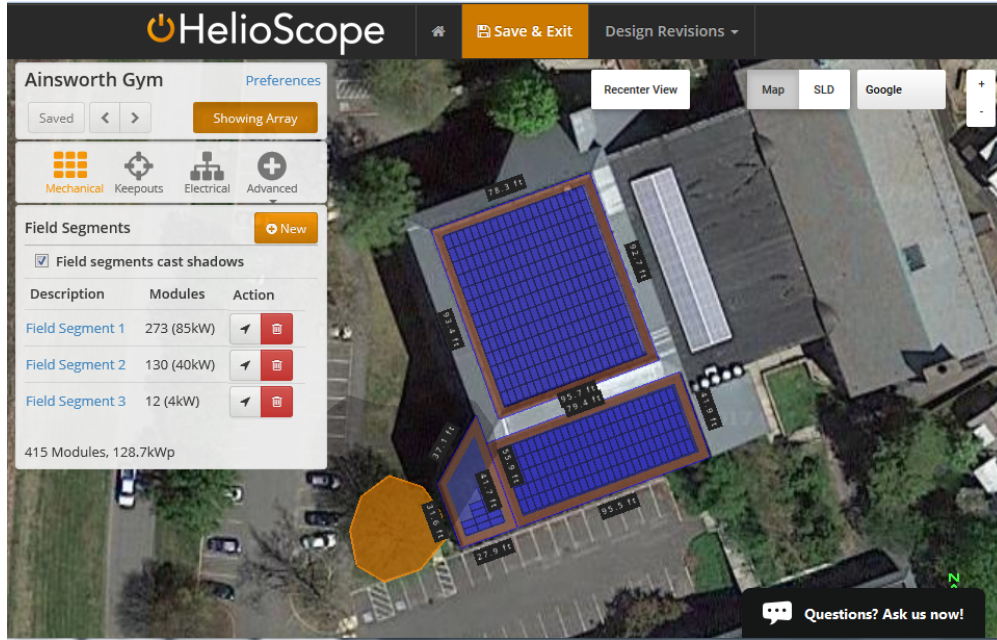 HelioScope
Save & Exit
Design Revisions
Ainsworth Gym
Preferences
Saved
Showing Array
Mechanical
Keepouts
Electrical
Advanced
Field Segments
New
Field segments cast shadows
Description Modules Action
Field Segment 1 273 (85kW)
Field Segment 2 130 (40kW)
Field Segment 3 12 (4kW)
415 Modules, 128.7kWp
Recenter View
Map
SLD
Google
+
-
78.3 ft
92.7 ft
93.4 ft
95.7 ft
79.4 ft
41.9 ft
37.1 ft
55.9 ft
41.7 ft
31.6 ft
95.5 ft
27.9 ft
N
Questions? Ask us now!